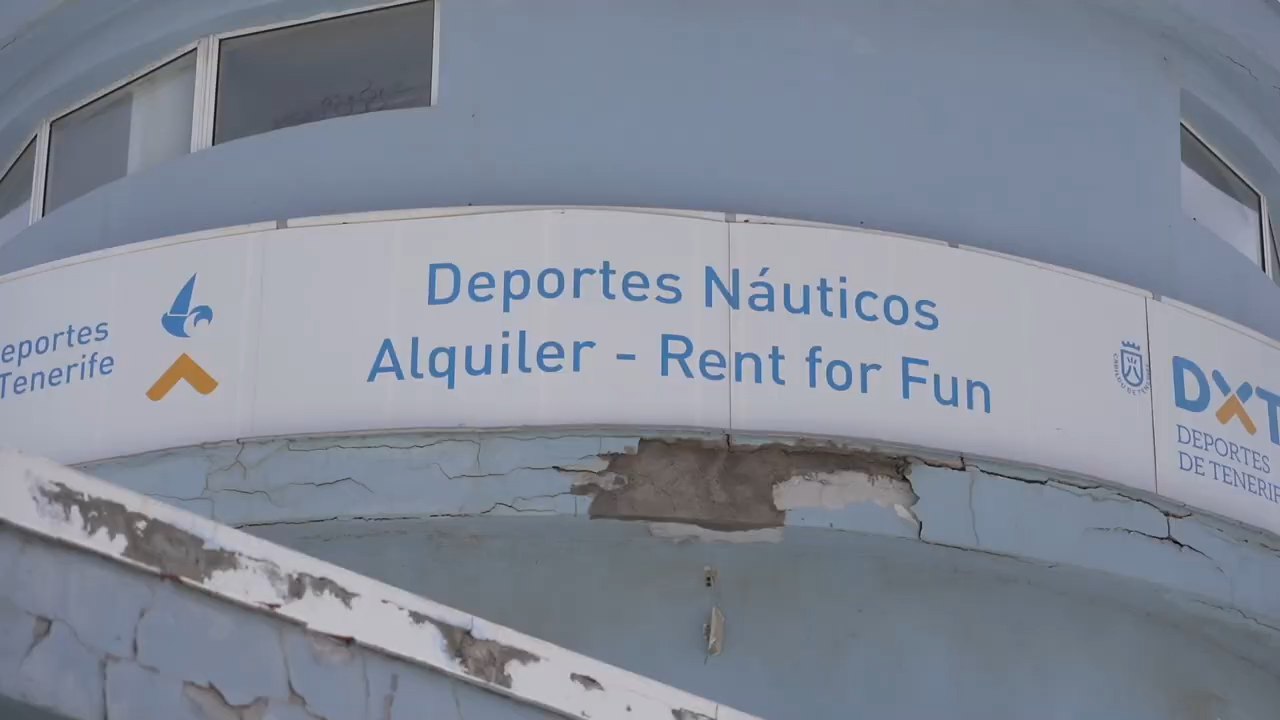 eportes
Tenerife
Deportes Náuticos
Alquiler - Rent for Fun
DXT
DEPORTES
DE TENERIF